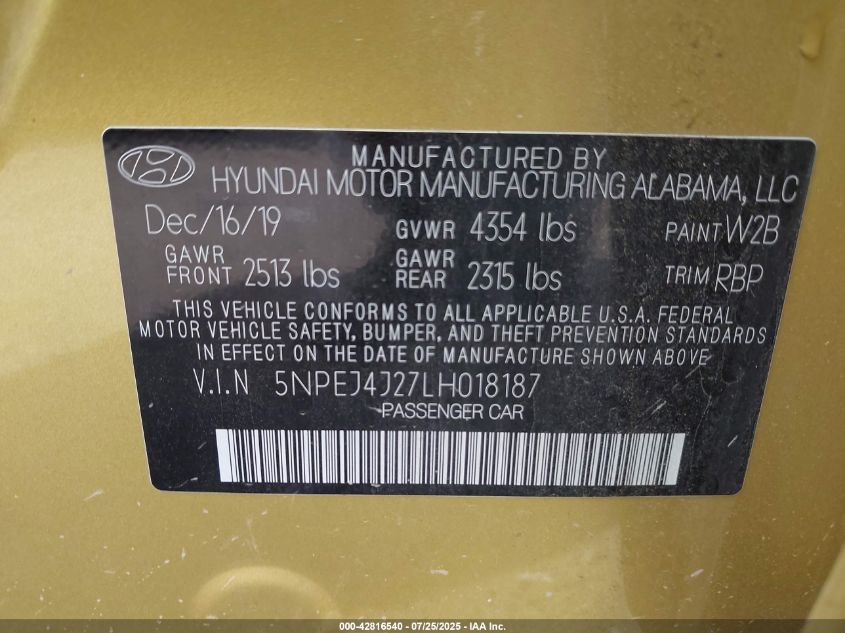 MANUFACTURED BY
HYUNDAI MOTOR MANUFACTURING ALABAMA, LLC
Dec/16/19 GVWR 4354 lbs PAINT W2B
GAWR FRONT 2513 lbs GAWR REAR 2315 lbs TRIM RBP
THIS VEHICLE CONFORMS TO ALL APPLICABLE U.S.A. FEDERAL
MOTOR VEHICLE SAFETY, BUMPER, AND THEFT PREVENTION STANDARDS
IN EFFECT ON THE DATE OF MANUFACTURE SHOWN ABOVE
V.I.N 5NPEJ4J27LH018187
PASSENGER CAR
000-42816540 - 07/25/2025 - IAA Inc.